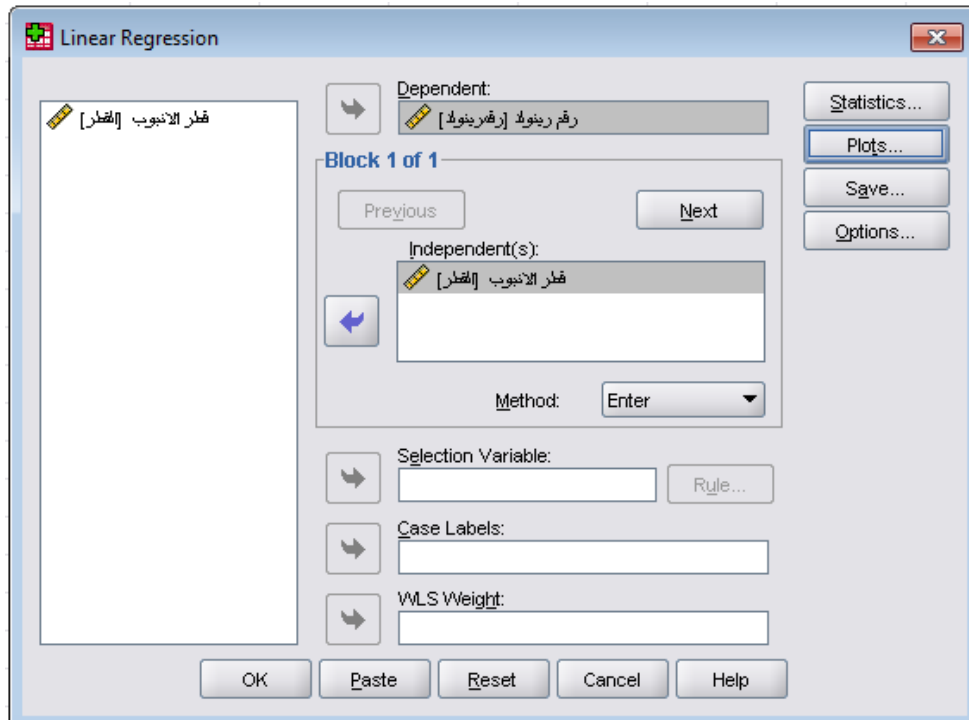 Linear Regression
قطر الانبوب [القطر]
Dependent:
رقم رينولد [رقمرينولد]
Block 1 of 1
Previous
Next
Independent(s):
قطر الانبوب [القطر]
Method:
Enter
Selection Variable:
Rule...
Case Labels:
WLS Weight:
Statistics...
Plots...
Save...
Options...
OK
Paste
Reset
Cancel
Help